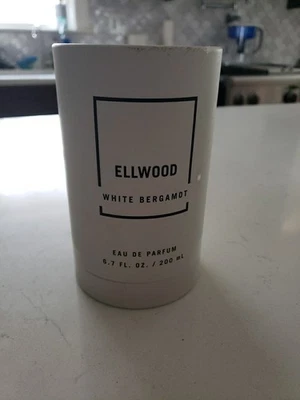 ELLWOOD
WHITE BERGAMOT
EAU DE PARFUM
6.7 FL. OZ. / 200 mL